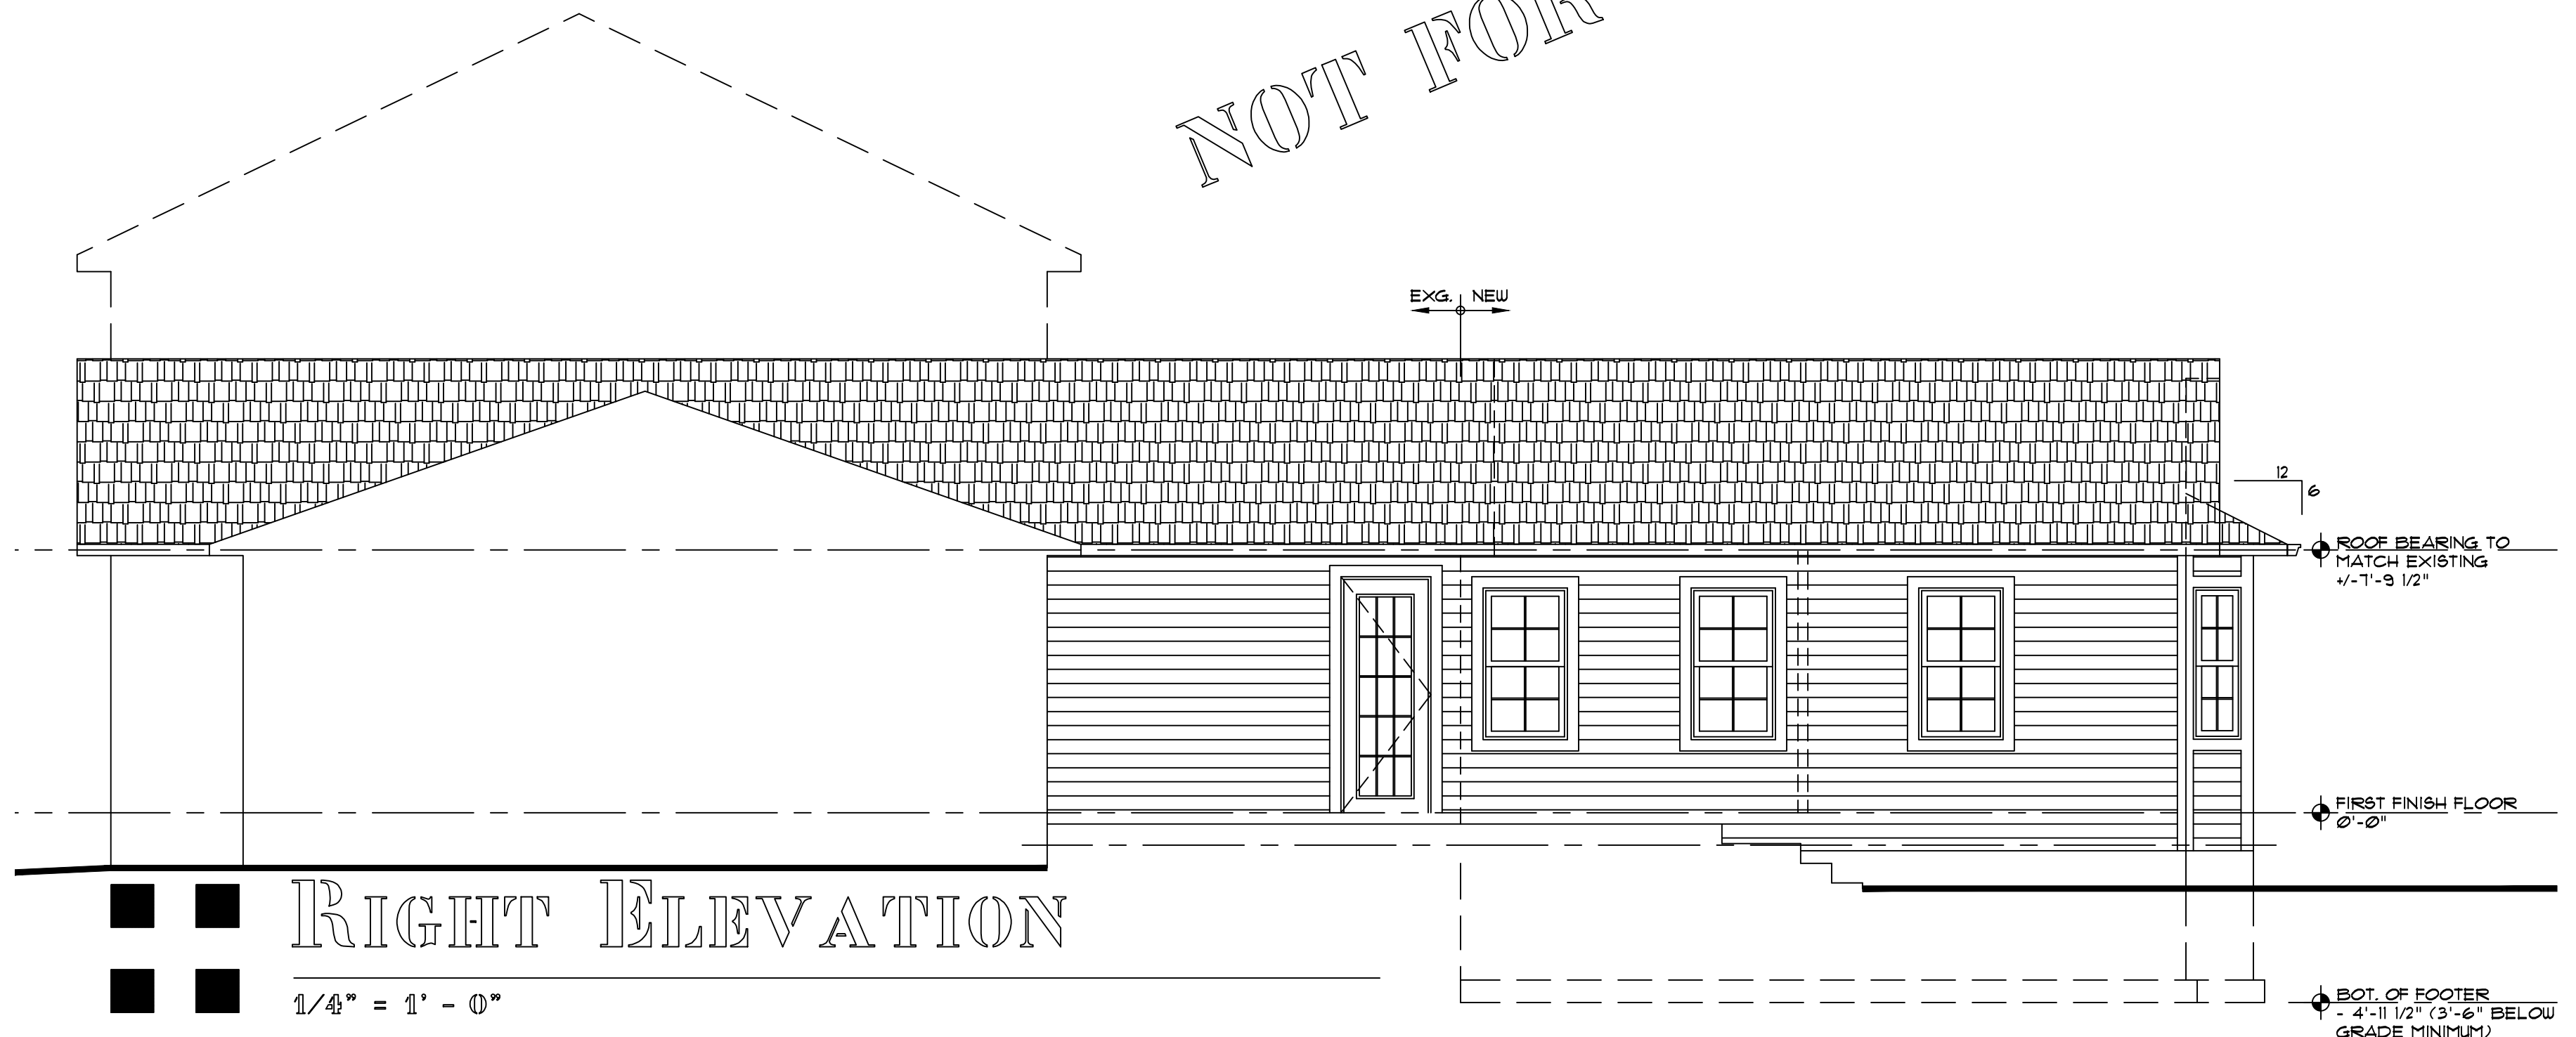 NOT FOR
EXG. NEW
12
6
ROOF BEARING TO
MATCH EXISTING
+/-7'-9 1/2"
FIRST FINISH FLOOR
0'-0"
RIGHT ELEVATION
1/4" = 1' - 0"
BOT. OF FOOTER
- 4'-11 1/2" (3'-6" BELOW
GRADE MINIMUM)